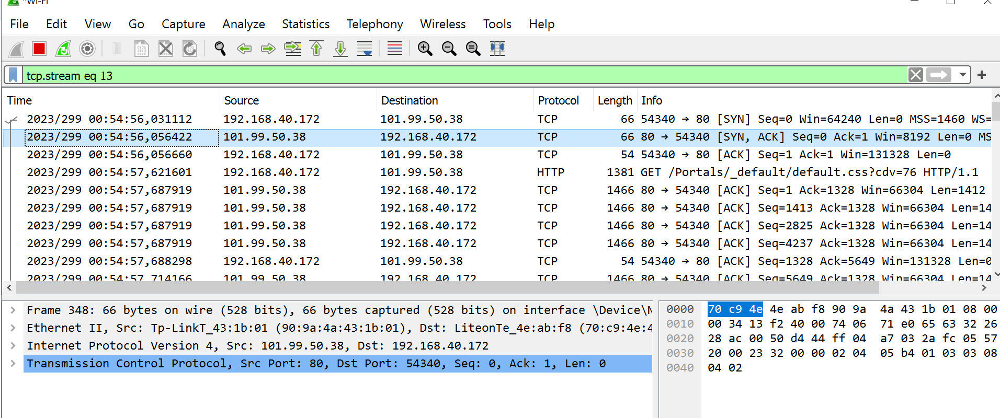 *Wi-Fi
File Edit View Go Capture Analyze Statistics Telephony Wireless Tools Help
tcp.stream eq 13
Time Source Destination Protocol Length Info
2023/299 00:54:56,031112 192.168.40.172 101.99.50.38 TCP 66 54340 → 80 [SYN] Seq=0 Win=64240 Len=0 MSS=1460 WS=
2023/299 00:54:56,056422 101.99.50.38 192.168.40.172 TCP 66 80 → 54340 [SYN, ACK] Seq=0 Ack=1 Win=8192 Len=0 MS
2023/299 00:54:56,056660 192.168.40.172 101.99.50.38 TCP 54 54340 → 80 [ACK] Seq=1 Ack=1 Win=131328 Len=0
2023/299 00:54:57,621601 192.168.40.172 101.99.50.38 HTTP 1381 GET /Portals/_default/default.css?cdv=76 HTTP/1.1
2023/299 00:54:57,687919 101.99.50.38 192.168.40.172 TCP 1466 80 → 54340 [ACK] Seq=1 Ack=1328 Win=66304 Len=1412
2023/299 00:54:57,687919 101.99.50.38 192.168.40.172 TCP 1466 80 → 54340 [ACK] Seq=1413 Ack=1328 Win=66304 Len=14
2023/299 00:54:57,687919 101.99.50.38 192.168.40.172 TCP 1466 80 → 54340 [ACK] Seq=2825 Ack=1328 Win=66304 Len=14
2023/299 00:54:57,687919 101.99.50.38 192.168.40.172 TCP 1466 80 → 54340 [ACK] Seq=4237 Ack=1328 Win=66304 Len=14
2023/299 00:54:57,688298 192.168.40.172 101.99.50.38 TCP 54 54340 → 80 [ACK] Seq=1328 Ack=5649 Win=131328 Len=0
2023/299 00:54:57,714166 101.99.50.38 192.168.40.172 TCP 1466 80 → 54340 [ACK] Seq=5649 Ack=1328 Win=66304 Len=14
Frame 348: 66 bytes on wire (528 bits), 66 bytes captured (528 bits) on interface \Device\N
Ethernet II, Src: Tp-LinkT_43:1b:01 (90:9a:4a:43:1b:01), Dst: LiteonTe_4e:ab:f8 (70:c9:4e:4
Internet Protocol Version 4, Src: 101.99.50.38, Dst: 192.168.40.172
Transmission Control Protocol, Src Port: 80, Dst Port: 54340, Seq: 0, Ack: 1, Len: 0
0000 70 c9 4e 4e ab f8 90 9a 4a 43 1b 01 08 00
0010 00 34 13 f2 40 00 74 06 71 e0 65 63 32 26
0020 28 ac 00 50 d4 44 ff 04 a7 03 2a fc 05 57
0030 20 00 23 32 00 00 02 04 05 b4 01 03 03 08
0040 04 02